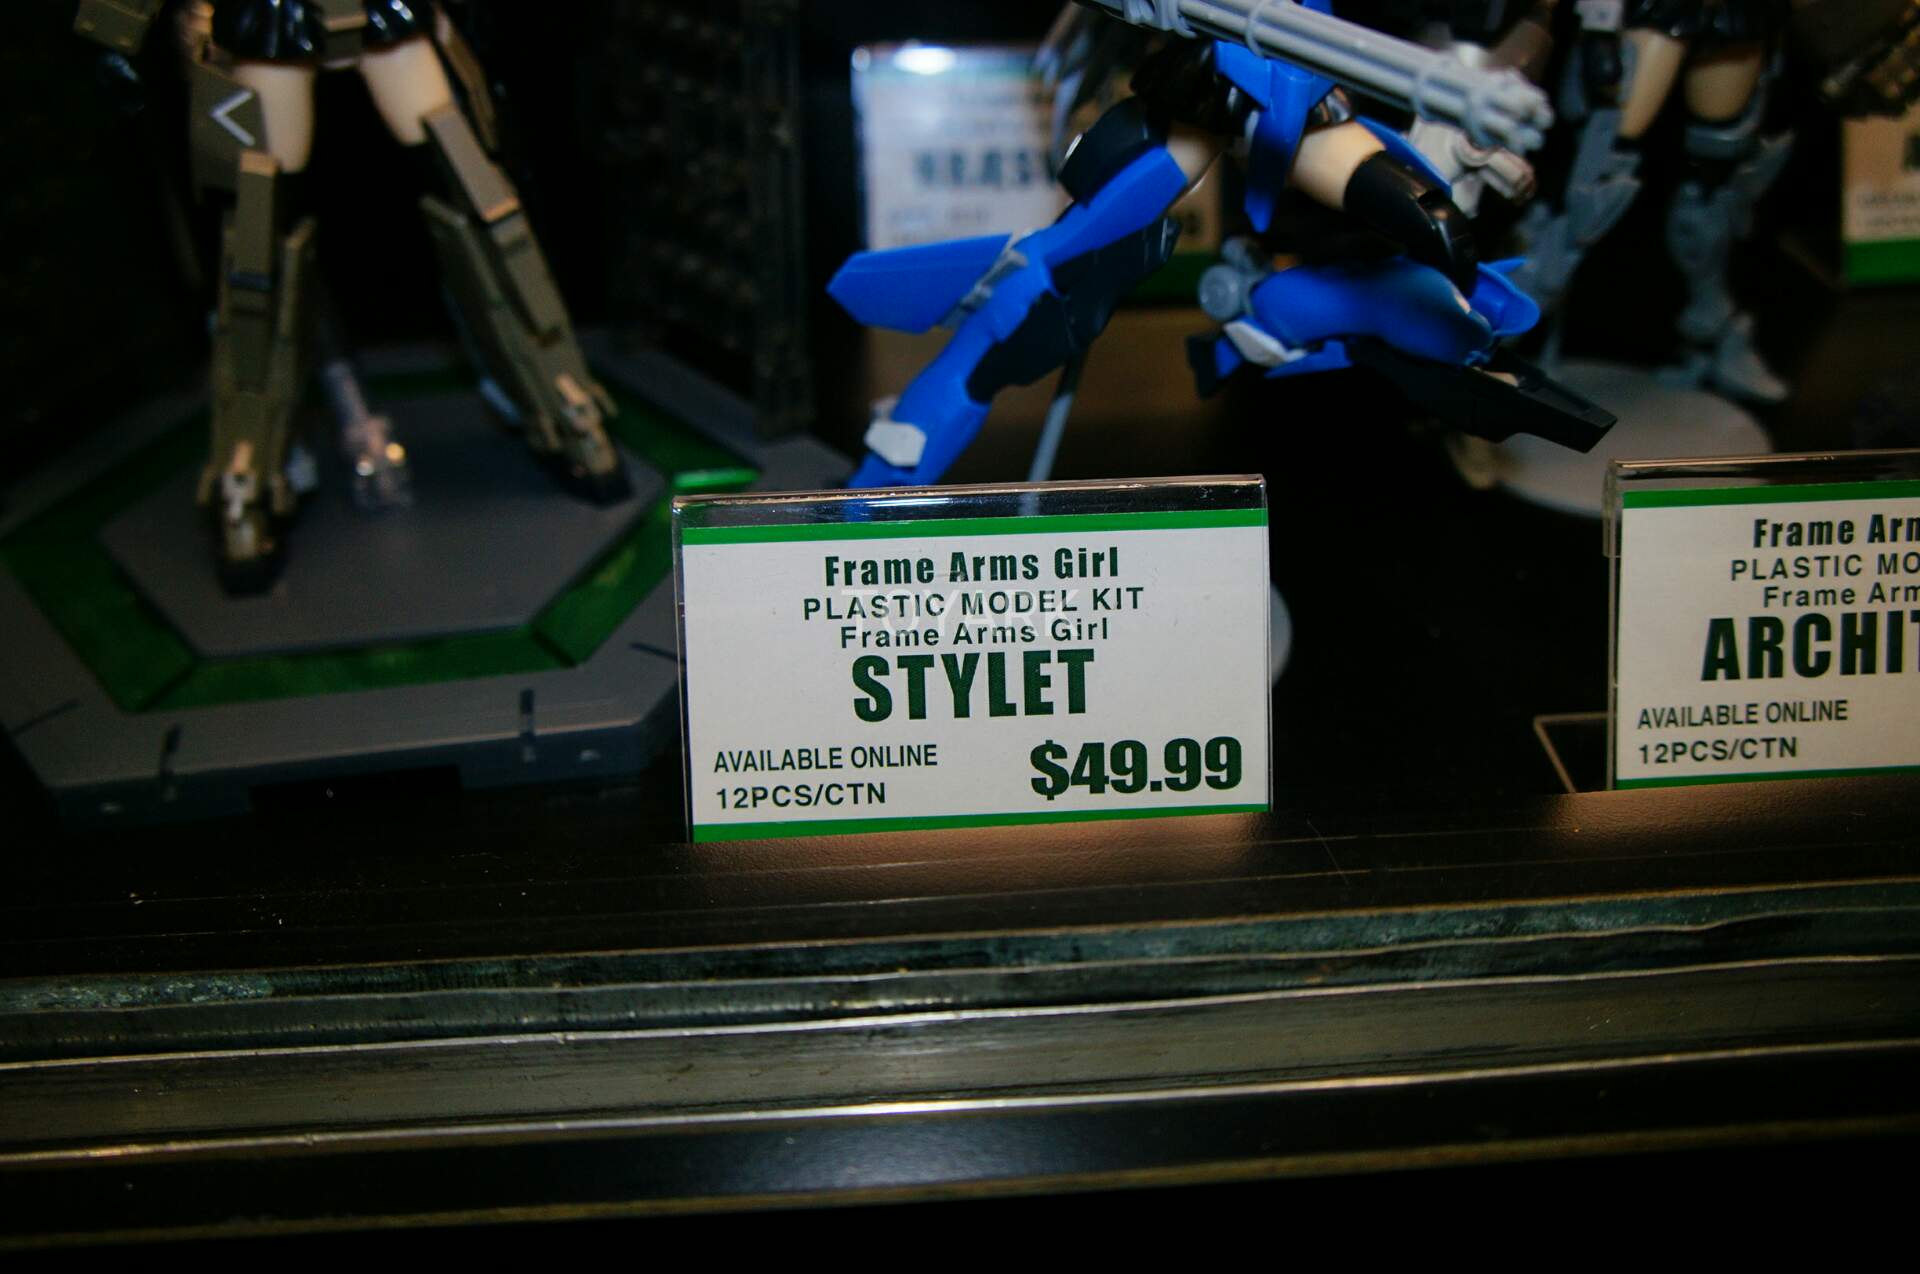 Frame Arms Girl
PLASTIC MODEL KIT
Frame Arms Girl
STYLET
AVAILABLE ONLINE
$49.99
12PCS/CTN
TOYARK
Frame Arm
PLASTIC MO
Frame Arm
ARCHIT
AVAILABLE ONLINE
12PCS/CTN